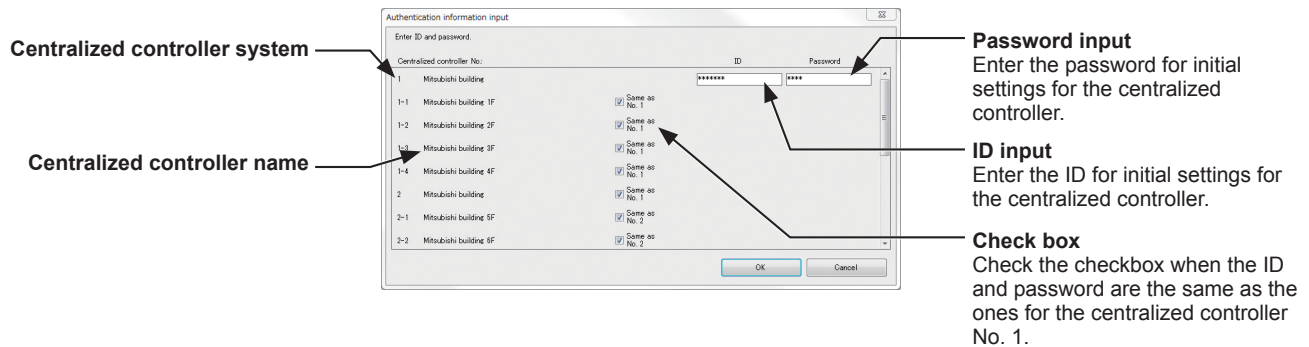 Authentication information input
Enter ID and password.
Centralized controller No.:
ID
Password
1 Mitsubishi building ******* ****
1-1 Mitsubishi building 1F Same as
No. 1
1-2 Mitsubishi building 2F Same as
No. 1
1-3 Mitsubishi building 3F Same as
No. 1
1-4 Mitsubishi building 4F Same as
No. 1
2 Mitsubishi building Same as
No. 1
2-1 Mitsubishi building 5F Same as
No. 2
2-2 Mitsubishi building 6F Same as
No. 2
OK
Cancel
Centralized controller system
Centralized controller name
Password input
Enter the password for initial
settings for the centralized
controller.
ID input
Enter the ID for initial settings for
the centralized controller.
Check box
Check the checkbox when the ID
and password are the same as the
ones for the centralized controller
No. 1.